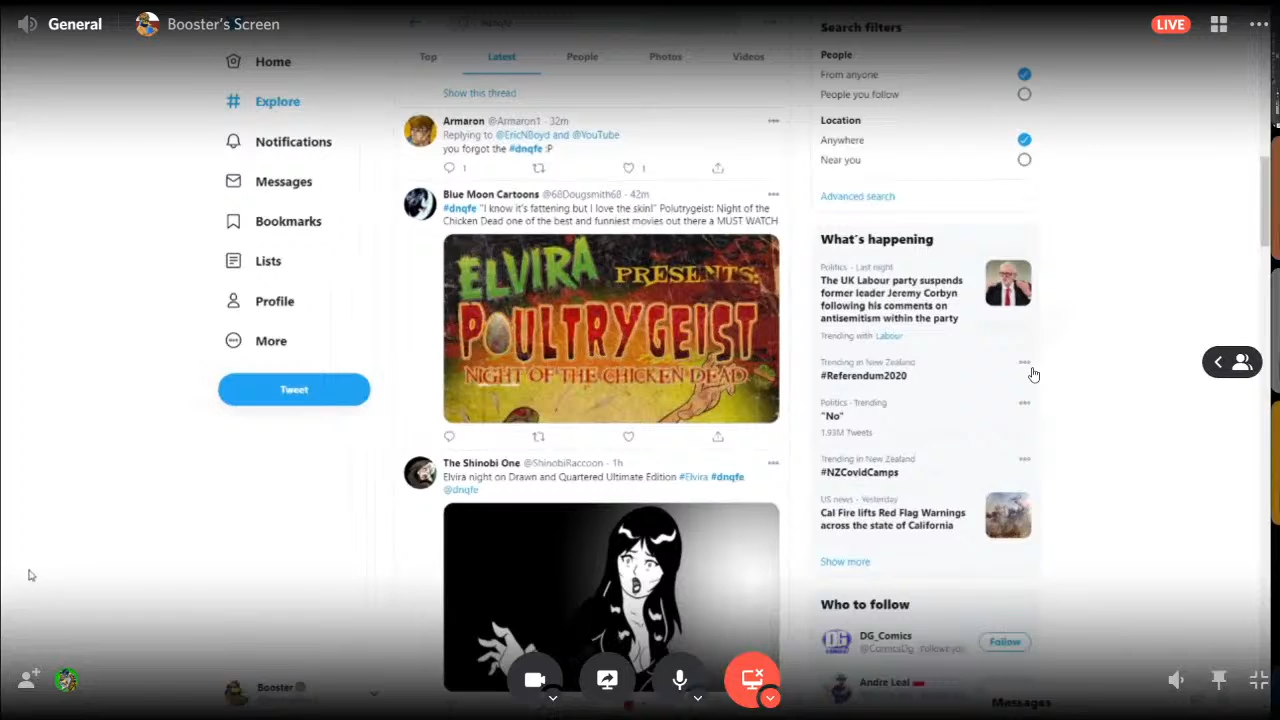 General
Booster's Screen
LIVE
Home
Explore
Notifications
Messages
Bookmarks
Lists
Profile
More
Tweet
Booster
Top
Latest
People
Photos
Videos
Show this thread
Armaron @Armaron1 · 32m
Replying to @EricNBoyd and @YouTube
you forgot the #dnqfe :P
1
1
Blue Moon Cartoons @68Dougsmith68 · 42m
#dnqfe "I know it's fattening but I love the skin!" Polutrygeist: Night of the
Chicken Dead one of the best and funniest movies out there a MUST WATCH
ELVIRA PRESENTS:
POULTRYGEIST
NIGHT OF THE CHICKEN DEAD
The Shinobi One @ShinobiRaccoon · 1h
Elvira night on Drawn and Quartered Ultimate Edition #Elvira #dnqfe
@dnqfe
Search filters
People
From anyone
People you follow
Location
Anywhere
Near you
Advanced search
What's happening
Politics · Last night
The UK Labour party suspends
former leader Jeremy Corbyn
following his comments on
antisemitism within the party
Trending with Labour
Trending in New Zealand
#Referendum2020
Politics · Trending
"No"
1.93M Tweets
Trending in New Zealand
#NZCovidCamps
US news · Yesterday
Cal Fire lifts Red Flag Warnings
across the state of California
Show more
Who to follow
DG_Comics
Follow
Andre Leal
Messages